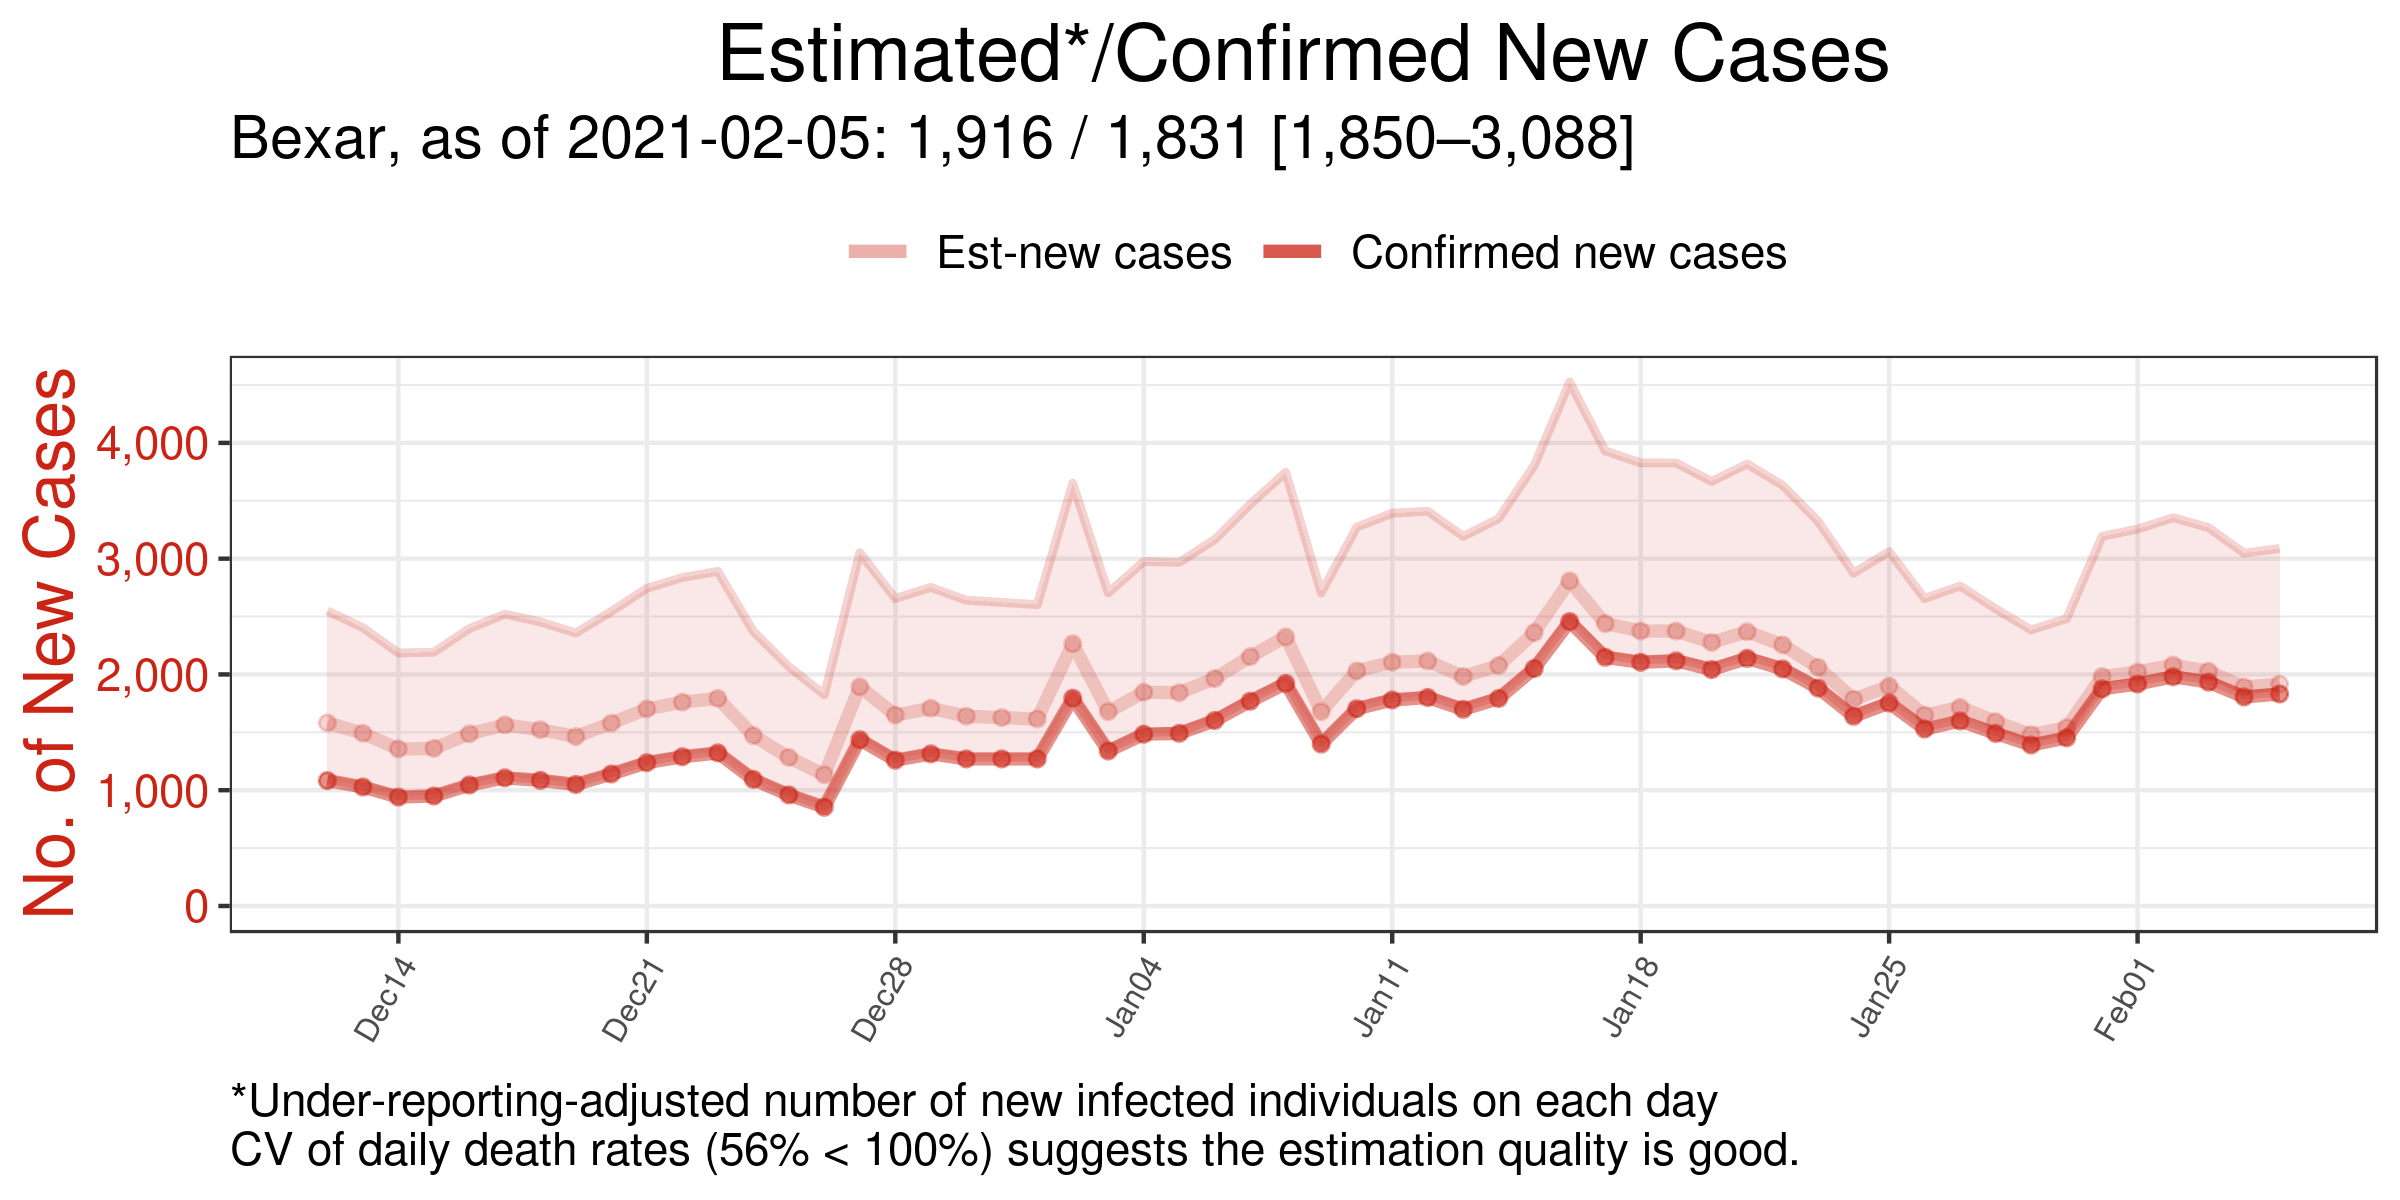 Estimated*/Confirmed New Cases
Bexar, as of 2021-02-05: 1,916 / 1,831 [1,850–3,088]
Est-new cases
Confirmed new cases
No. of New Cases
4,000
3,000
2,000
1,000
0
Dec14
Dec21
Dec28
Jan04
Jan11
Jan18
Jan25
Feb01
*Under-reporting-adjusted number of new infected individuals on each day
CV of daily death rates (56% < 100%) suggests the estimation quality is good.